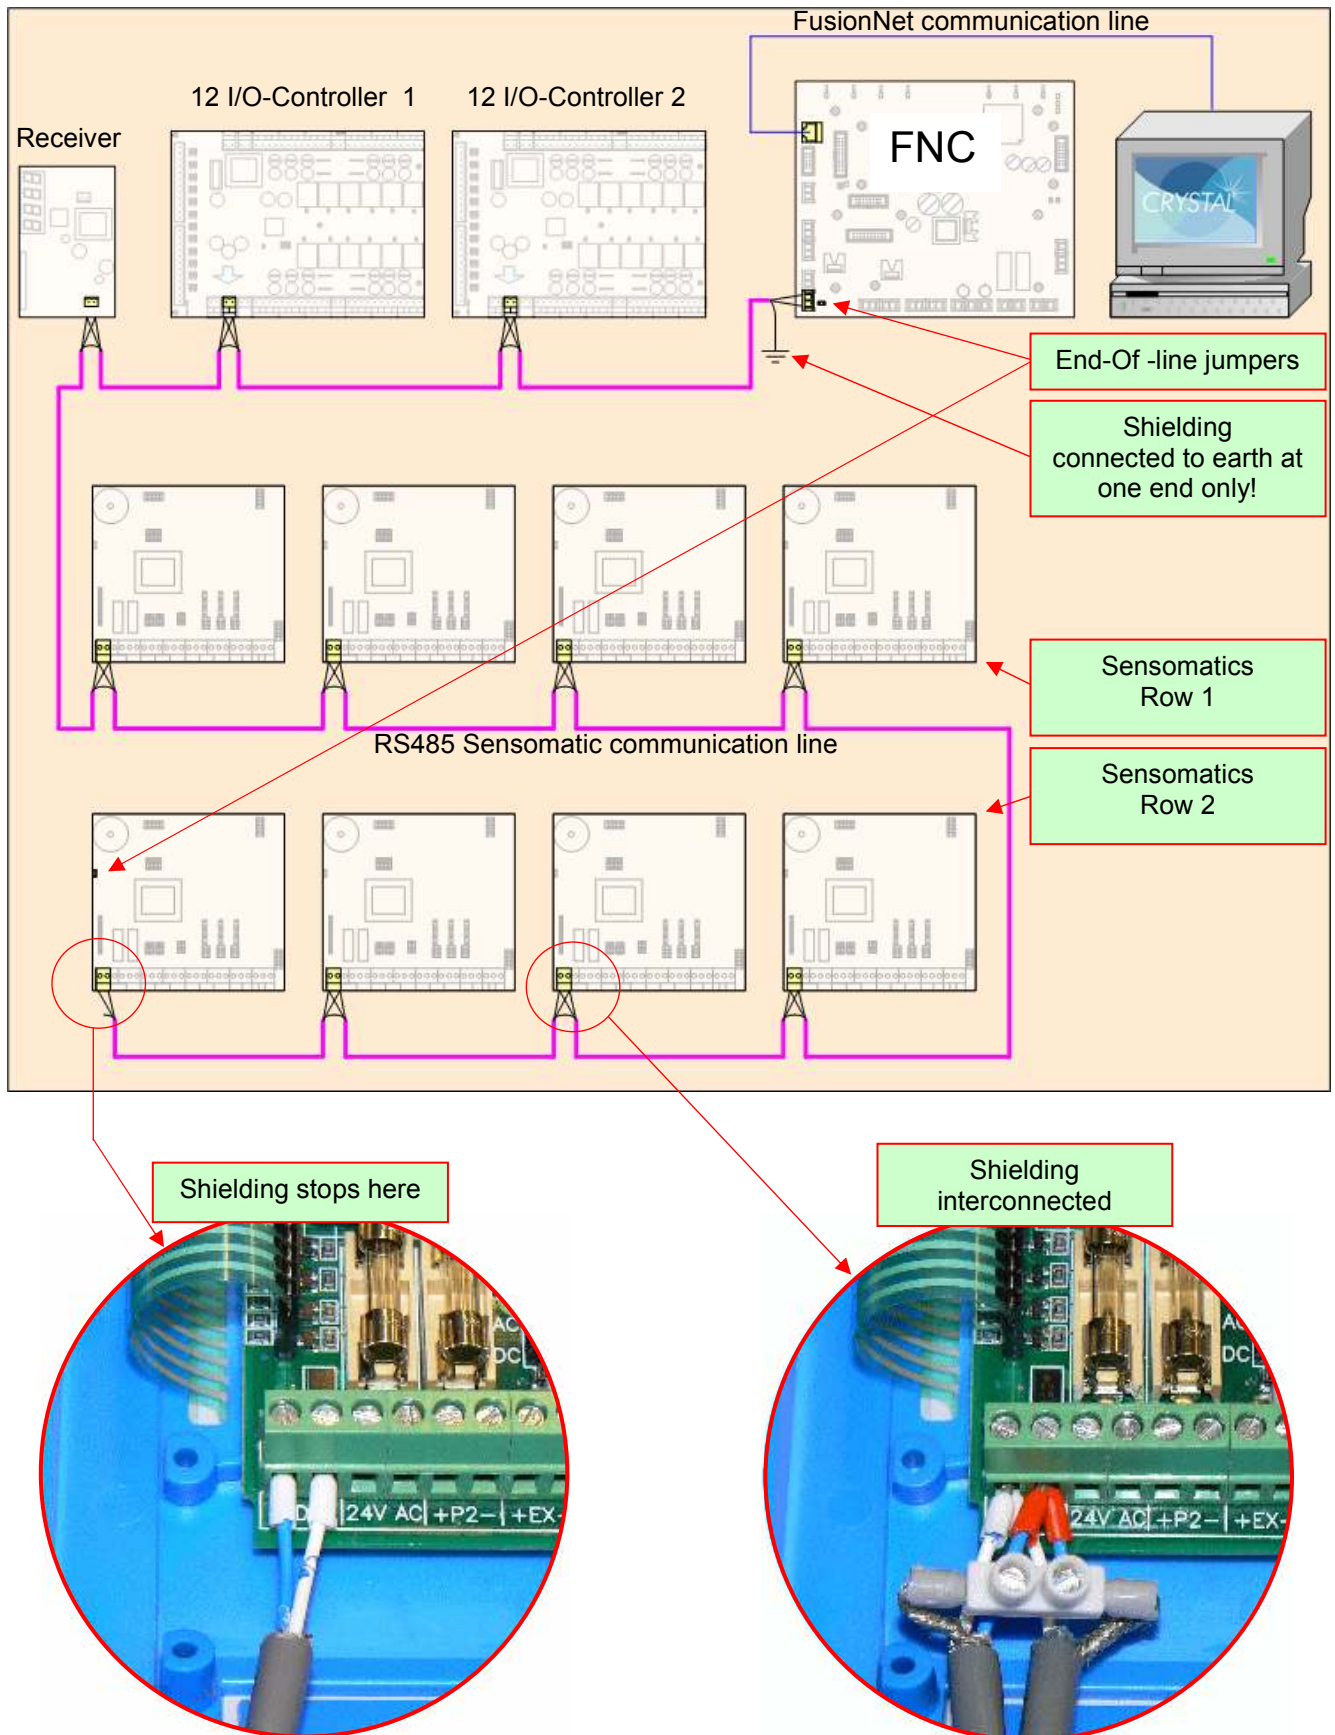 FusionNet communication line
12 I/O-Controller 1
12 I/O-Controller 2
Receiver
FNC
CRYSTAL
End-Of -line jumpers
Shielding
connected to earth at
one end only!
Sensomatics
Row 1
RS485 Sensomatic communication line
Sensomatics
Row 2
Shielding stops here
Shielding
interconnected
AC
DC
D
24V AC
+P2-
+EX-
AC
DC
24V AC
+P2-
+EX-